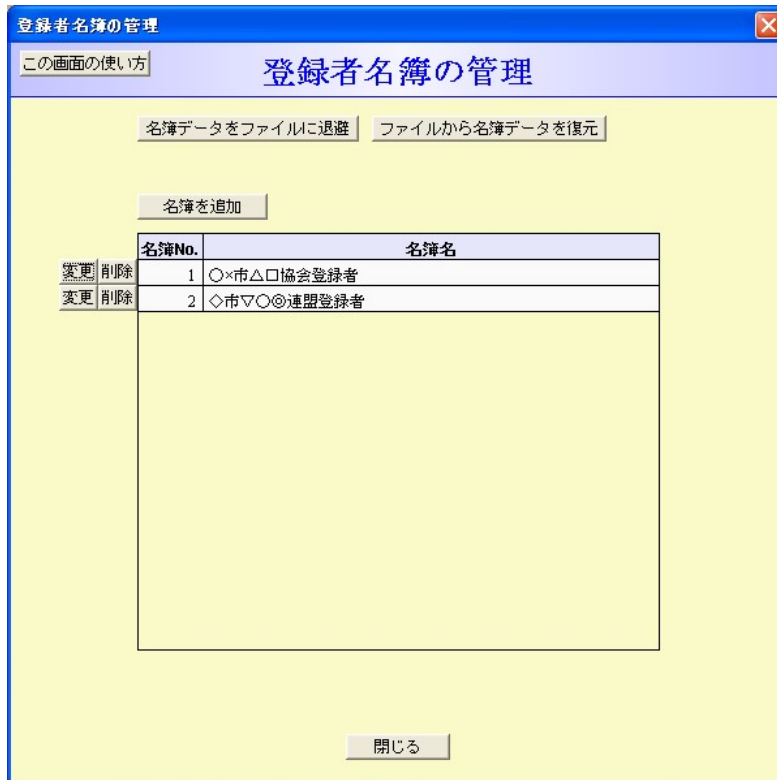 登録者名簿の管理
この画面の使い方
登録者名簿の管理
名簿データをファイルに退避 ファイルから名簿データを復元
名簿を追加
名簿No. 名簿名
変更 削除 1 ○×市△□協会登録者
変更 削除 2 ◇市▽○◎連盟登録者
閉じる